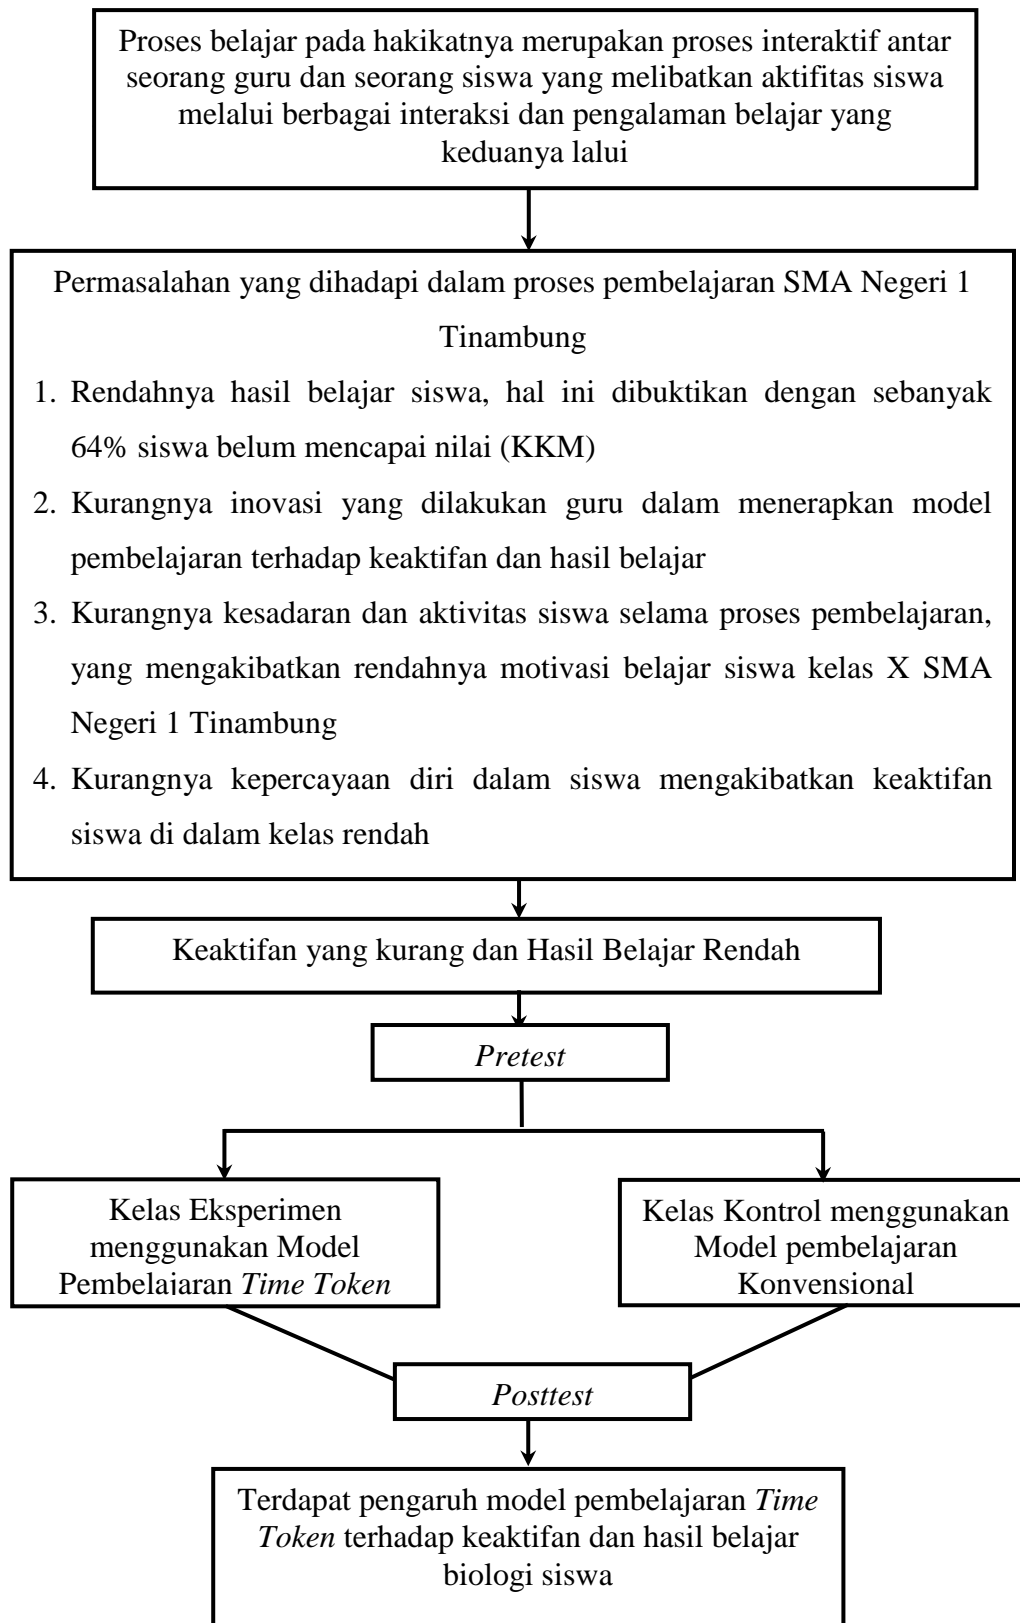 Proses belajar pada hakikatnya merupakan proses interaktif antar
seorang guru dan seorang siswa yang melibatkan aktifitas siswa
melalui berbagai interaksi dan pengalaman belajar yang
keduanya lalui
Permasalahan yang dihadapi dalam proses pembelajaran SMA Negeri 1
Tinambung
1. Rendahnya hasil belajar siswa, hal ini dibuktikan dengan sebanyak
64% siswa belum mencapai nilai (KKM)
2. Kurangnya inovasi yang dilakukan guru dalam menerapkan model
pembelajaran terhadap keaktifan dan hasil belajar
3. Kurangnya kesadaran dan aktivitas siswa selama proses pembelajaran,
yang mengakibatkan rendahnya motivasi belajar siswa kelas X SMA
Negeri 1 Tinambung
4. Kurangnya kepercayaan diri dalam siswa mengakibatkan keaktifan
siswa di dalam kelas rendah
Keaktifan yang kurang dan Hasil Belajar Rendah
Pretest
Kelas Eksperimen
menggunakan Model
Pembelajaran Time Token
Kelas Kontrol menggunakan
Model pembelajaran
Konvensional
Posttest
Terdapat pengaruh model pembelajaran Time
Token terhadap keaktifan dan hasil belajar
biologi siswa